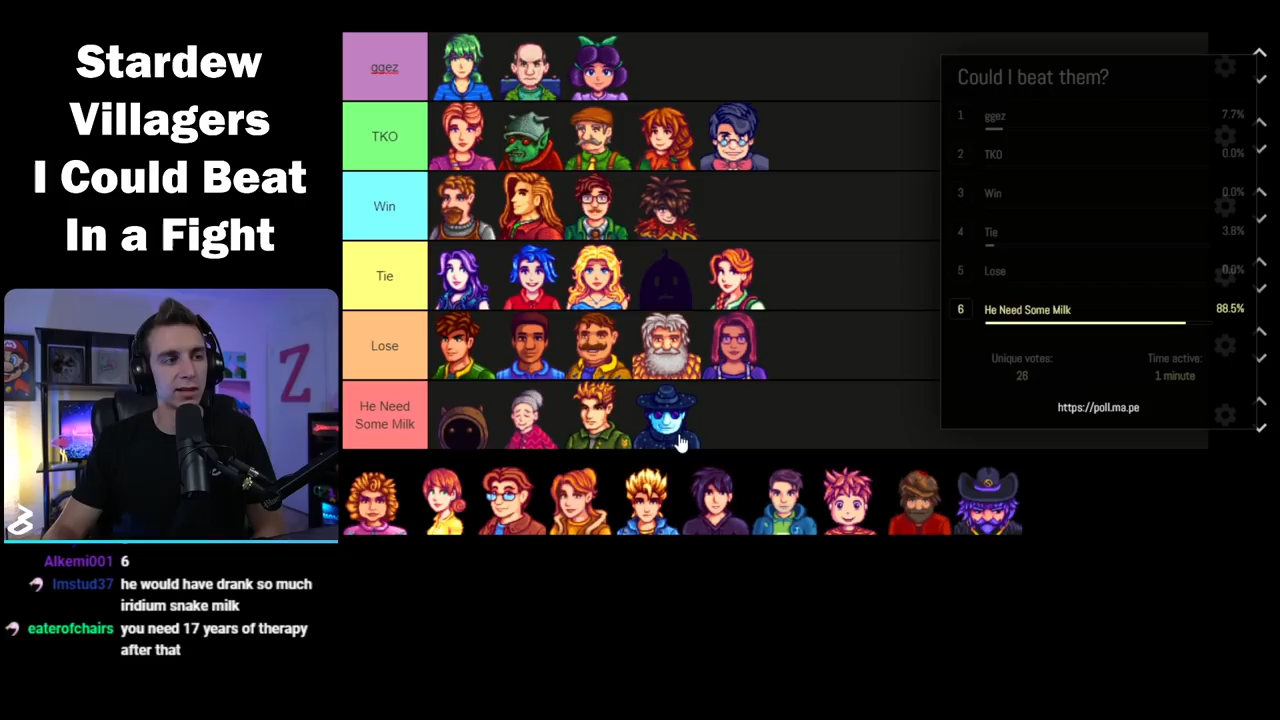 Stardew
Villagers
I Could Beat
In a Fight
ggez
TKO
Win
Tie
Lose
He Need
Some Milk
Could I beat them?
1 ggez 7.7%
2 TKO 0.0%
3 Win 0.0%
4 Tie 3.8%
5 Lose 0.0%
6 He Need Some Milk 88.5%
Unique votes: Time active:
26 1 minute
https://poll.ma.pe
Z
Alkemi001 6
Imstud37 he would have drank so much
iridium snake milk
eaterofchairs you need 17 years of therapy
after that